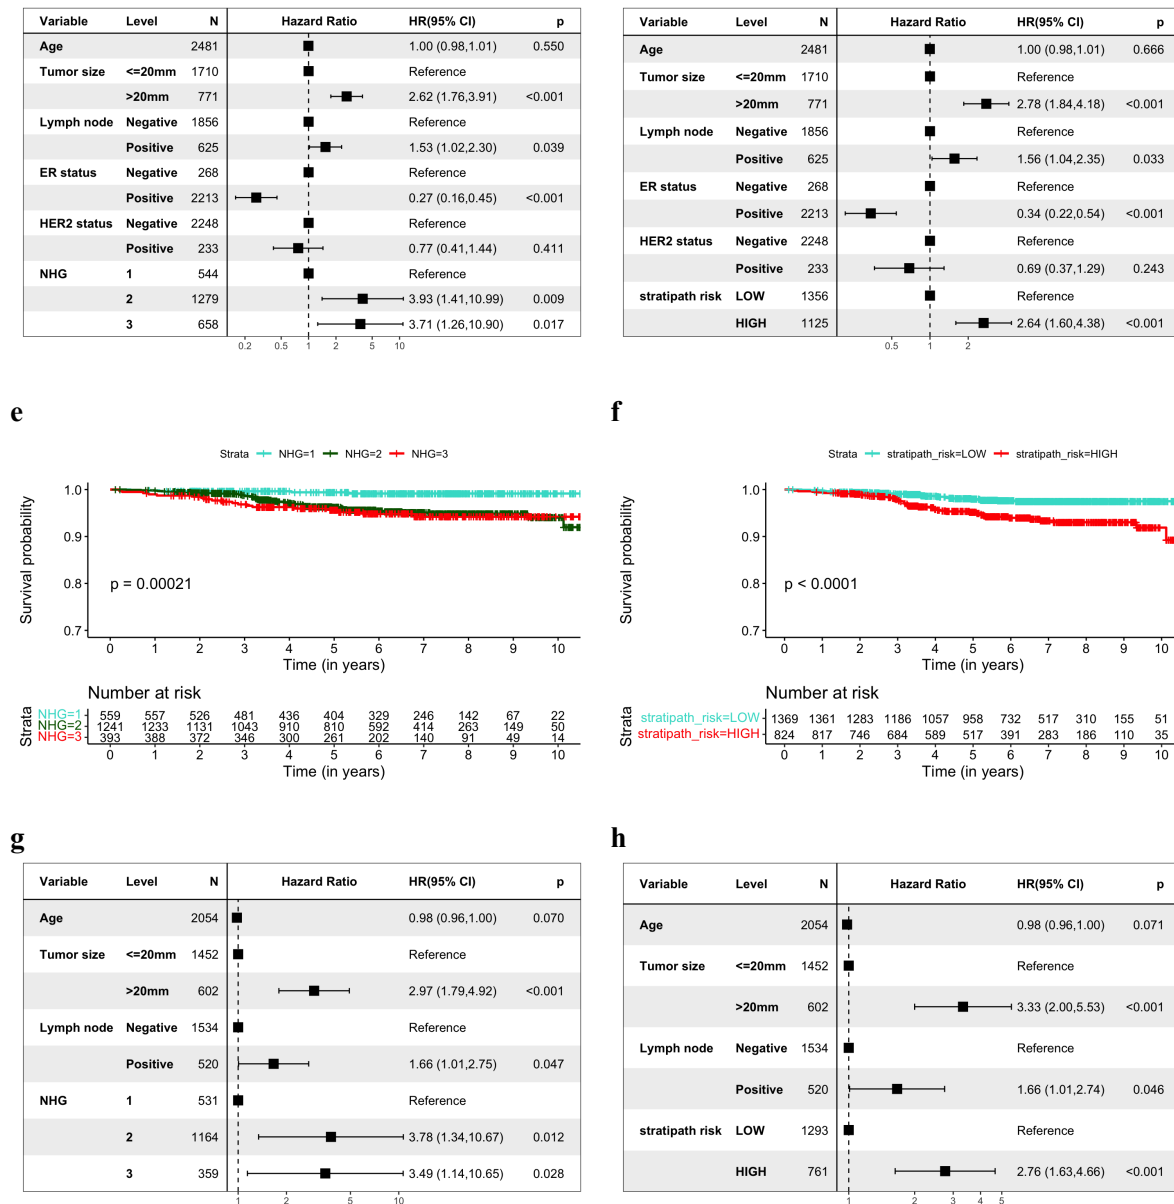 Variable Level N Hazard Ratio HR(95% CI) p
Age 2481 1.00 (0.98,1.01) 0.550
Tumor size <=20mm 1710 Reference
>20mm 771 2.62 (1.76,3.91) <0.001
Lymph node Negative 1856 Reference
Positive 625 1.53 (1.02,2.30) 0.039
ER status Negative 268 Reference
Positive 2213 0.27 (0.16,0.45) <0.001
HER2 status Negative 2248 Reference
Positive 233 0.77 (0.41,1.44) 0.411
NHG 1 544 Reference
2 1279 3.93 (1.41,10.99) 0.009
3 658 3.71 (1.26,10.90) 0.017
0.2 0.5 1 2 5 10
Variable Level N Hazard Ratio HR(95% CI) p
Age 2481 1.00 (0.98,1.01) 0.666
Tumor size <=20mm 1710 Reference
>20mm 771 2.78 (1.84,4.18) <0.001
Lymph node Negative 1856 Reference
Positive 625 1.56 (1.04,2.35) 0.033
ER status Negative 268 Reference
Positive 2213 0.34 (0.22,0.54) <0.001
HER2 status Negative 2248 Reference
Positive 233 0.69 (0.37,1.29) 0.243
stratipath risk LOW 1356 Reference
HIGH 1125 2.64 (1.60,4.38) <0.001
0.5 1 2
e
Strata NHG=1 NHG=2 NHG=3
Survival probability
1.0
0.9
0.8
0.7
p = 0.00021
0 1 2 3 4 5 6 7 8 9 10
Time (in years)
Number at risk
Strata
NHG=1 559 557 526 481 436 404 329 246 142 67 22
NHG=2 1241 1233 1131 1043 910 810 592 414 263 149 50
NHG=3 393 388 372 346 300 261 202 140 91 49 14
0 1 2 3 4 5 6 7 8 9 10
Time (in years)
f
Strata stratipath_risk=LOW stratipath_risk=HIGH
Survival probability
1.0
0.9
0.8
0.7
p < 0.0001
0 1 2 3 4 5 6 7 8 9 10
Time (in years)
Number at risk
Strata
stratipath_risk=LOW 1369 1361 1283 1186 1057 958 732 517 310 155 51
stratipath_risk=HIGH 824 817 746 684 589 517 391 283 186 110 35
0 1 2 3 4 5 6 7 8 9 10
Time (in years)
g
Variable Level N Hazard Ratio HR(95% CI) p
Age 2054 0.98 (0.96,1.00) 0.070
Tumor size <=20mm 1452 Reference
>20mm 602 2.97 (1.79,4.92) <0.001
Lymph node Negative 1534 Reference
Positive 520 1.66 (1.01,2.75) 0.047
NHG 1 531 Reference
2 1164 3.78 (1.34,10.67) 0.012
3 359 3.49 (1.14,10.65) 0.028
1 2 5 10
h
Variable Level N Hazard Ratio HR(95% CI) p
Age 2054 0.98 (0.96,1.00) 0.071
Tumor size <=20mm 1452 Reference
>20mm 602 3.33 (2.00,5.53) <0.001
Lymph node Negative 1534 Reference
Positive 520 1.66 (1.01,2.74) 0.046
stratipath risk LOW 1293 Reference
HIGH 761 2.76 (1.63,4.66) <0.001
1 2 3 4 5